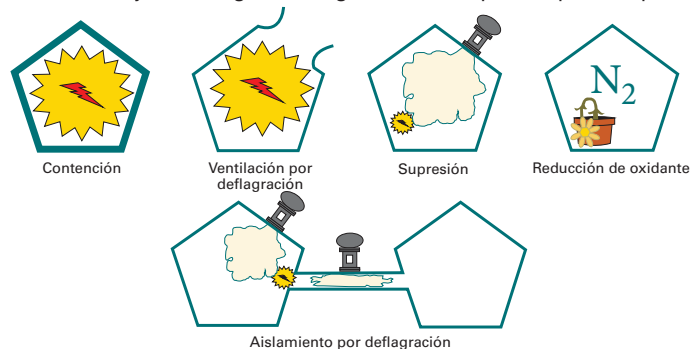 Contención
Ventilación por
deflagración
Supresión
N2
Reducción de oxidante
Aislamiento por deflagración